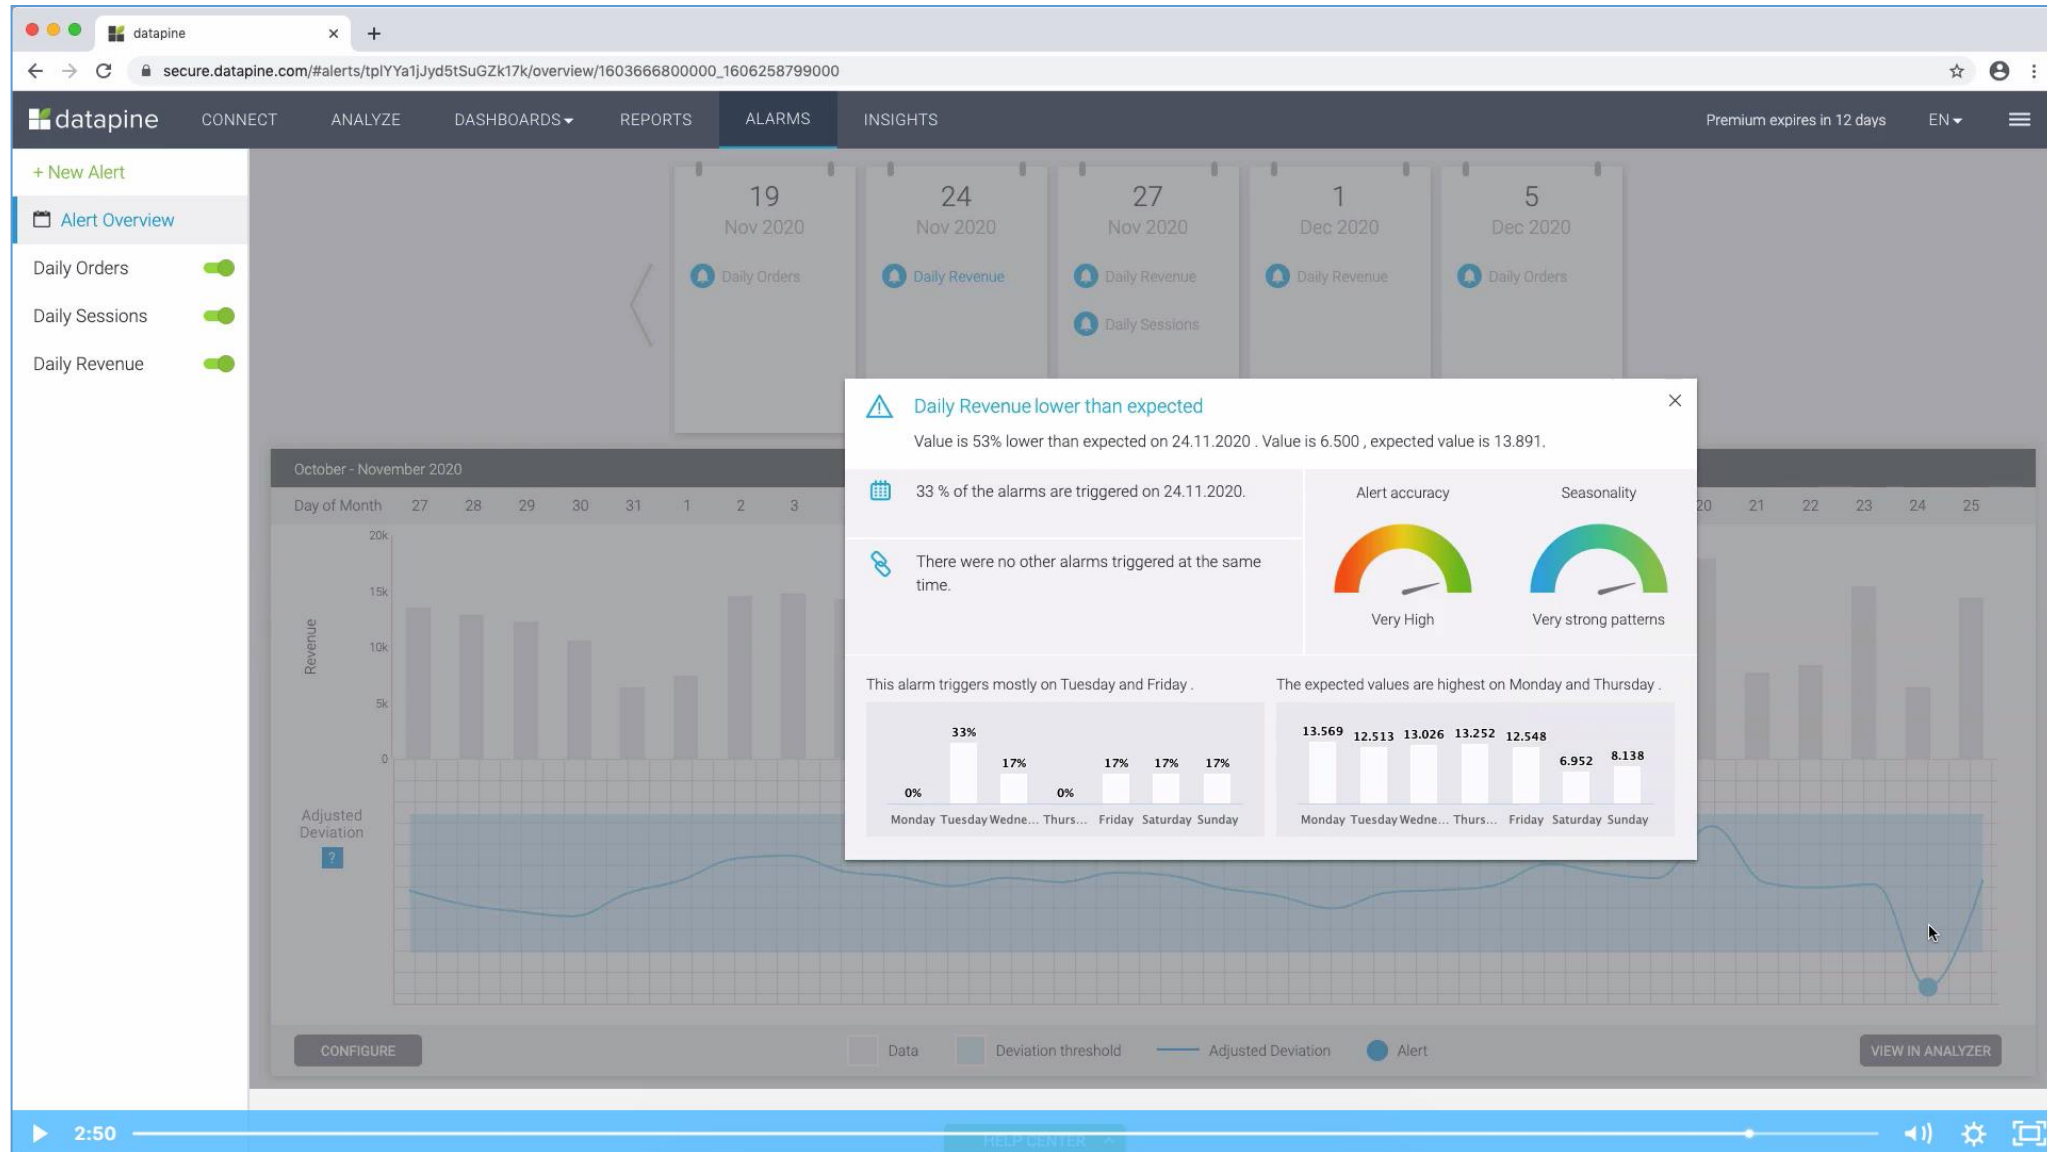 datapine
secure.datapine.com/#alerts/tplYYa1jJyd5tSuGZk17k/overview/1603666800000_1606258799000
datapine CONNECT ANALYZE DASHBOARDS REPORTS ALARMS INSIGHTS Premium expires in 12 days EN
+ New Alert
Alert Overview
Daily Orders
Daily Sessions
Daily Revenue
19 24 27 1 5
Nov 2020 Nov 2020 Nov 2020 Dec 2020 Dec 2020
Daily Orders Daily Revenue Daily Revenue Daily Revenue Daily Orders
Daily Sessions
Daily Revenue lower than expected
Value is 53% lower than expected on 24.11.2020 . Value is 6.500 , expected value is 13.891.
33 % of the alarms are triggered on 24.11.2020.
There were no other alarms triggered at the same
time.
Alert accuracy
Very High
Seasonality
Very strong patterns
This alarm triggers mostly on Tuesday and Friday .
0% 33% 17% 0% 17% 17% 17%
Monday Tuesday Wedne... Thurs... Friday Saturday Sunday
The expected values are highest on Monday and Thursday .
13.569 12.513 13.026 13.252 12.548 6.952 8.138
Monday Tuesday Wedne... Thurs... Friday Saturday Sunday
October - November 2020
Day of Month 27 28 29 30 31 1 2 3 20 21 22 23 24 25
20k
15k
10k
5k
0
Revenue
Adjusted
Deviation
?
CONFIGURE
Data Deviation threshold Adjusted Deviation Alert
VIEW IN ANALYZER
2:50
HELP CENTER